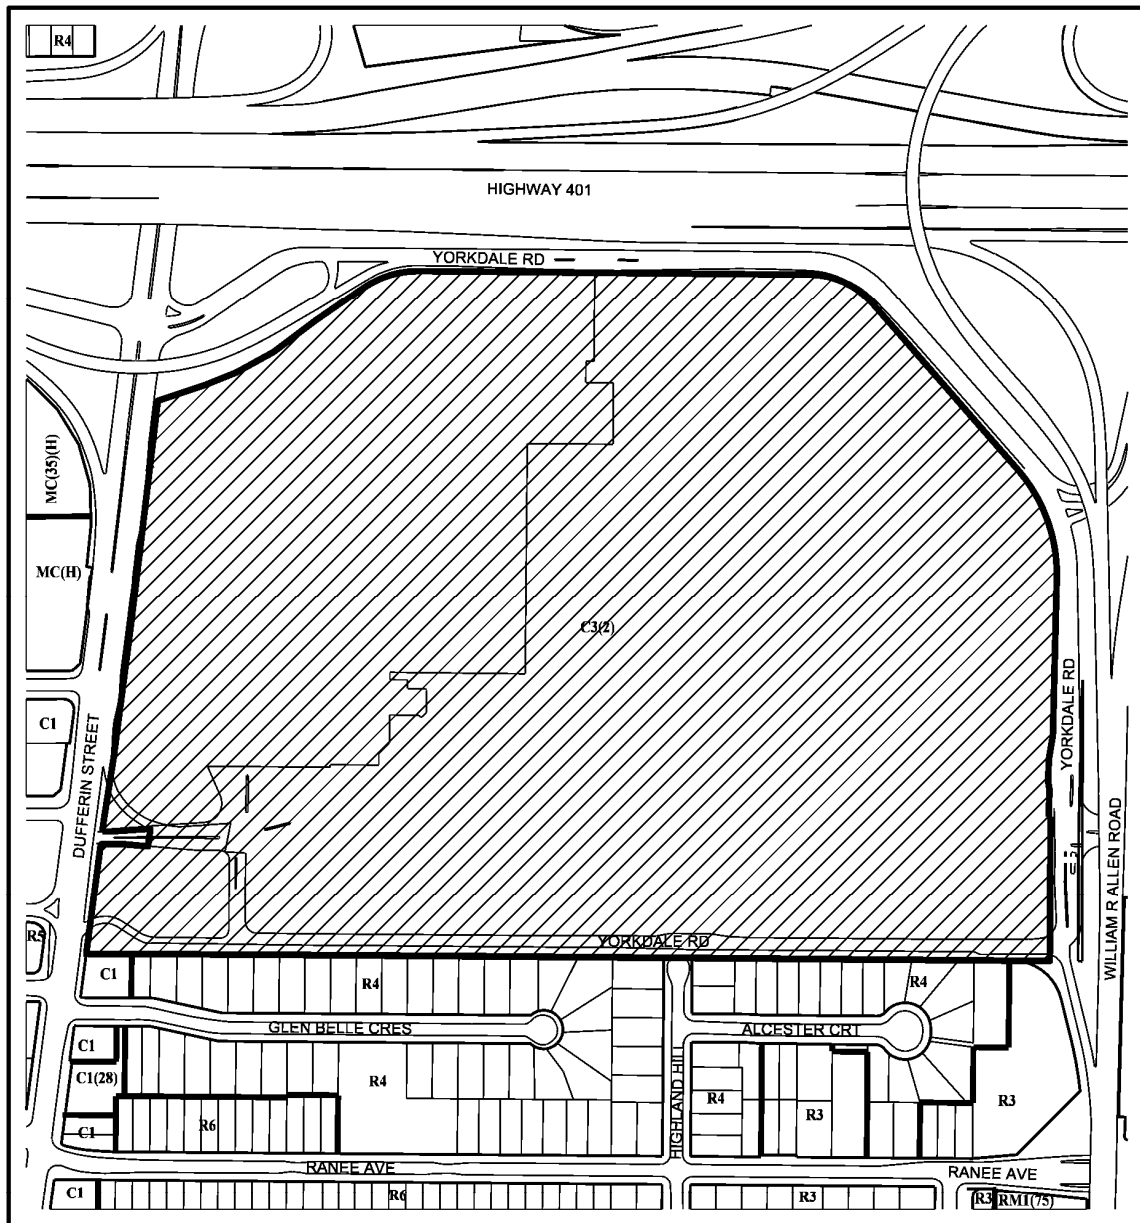 R4
HIGHWAY 401
YORKDALE RD
MC(35)(H)
MC(H)
C3(2)
C1
DUFFERIN STREET
YORKDALE RD
WILLIAM R ALLEN ROAD
R5
YORKDALE RD
C1
R4
R4
GLEN BELLE CRES
ALCESTER CRT
C1
C1(28)
R4
HIGHLAND HILL
R4
R3
R3
C1
R6
RANEE AVE
RANEE AVE
C1
R6
R3
R3
RM1(75)